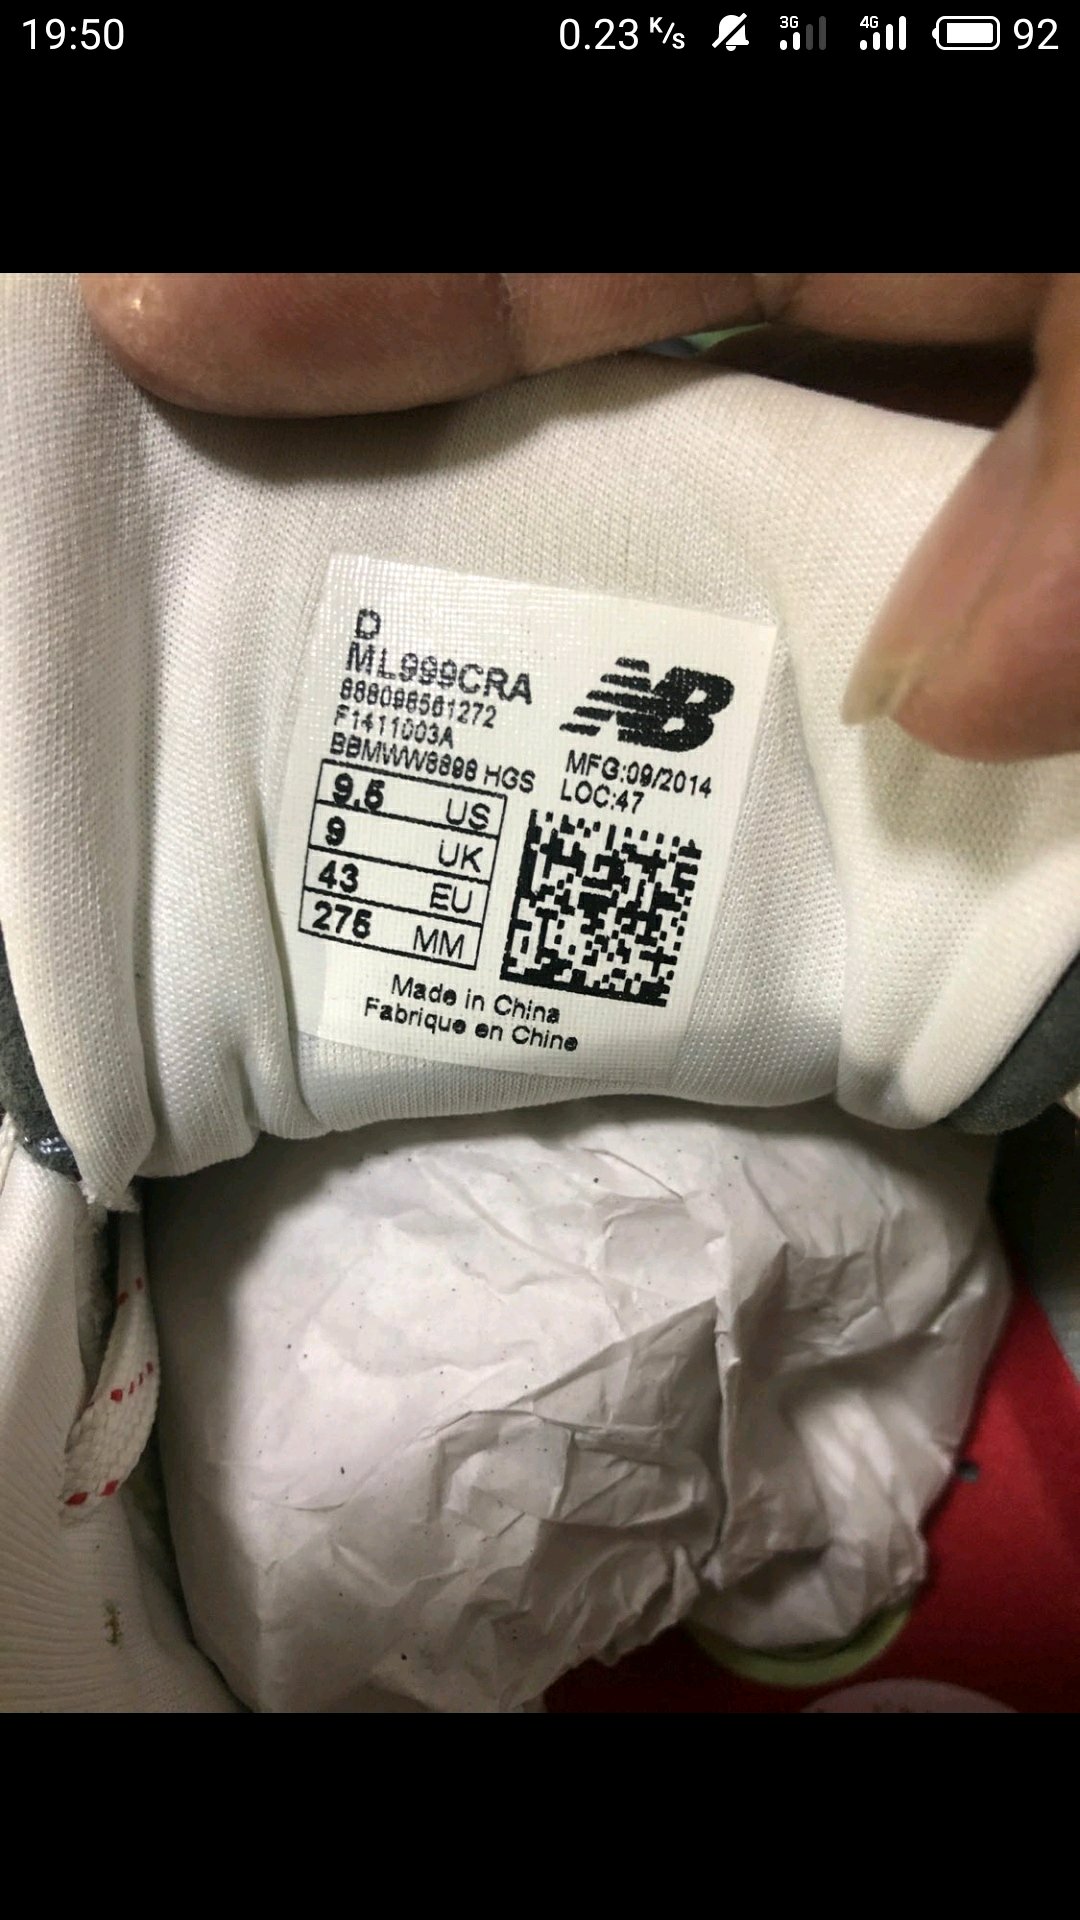 19:50
0.23 K/s 3G 4G 92
D
ML999CRA
888098561272
F1411003A
BBMWW8898 HGS
NB
MFG:09/2014
LOC:47
9.5 US
9 UK
43 EU
275 MM
Made in China
Fabrique en Chine